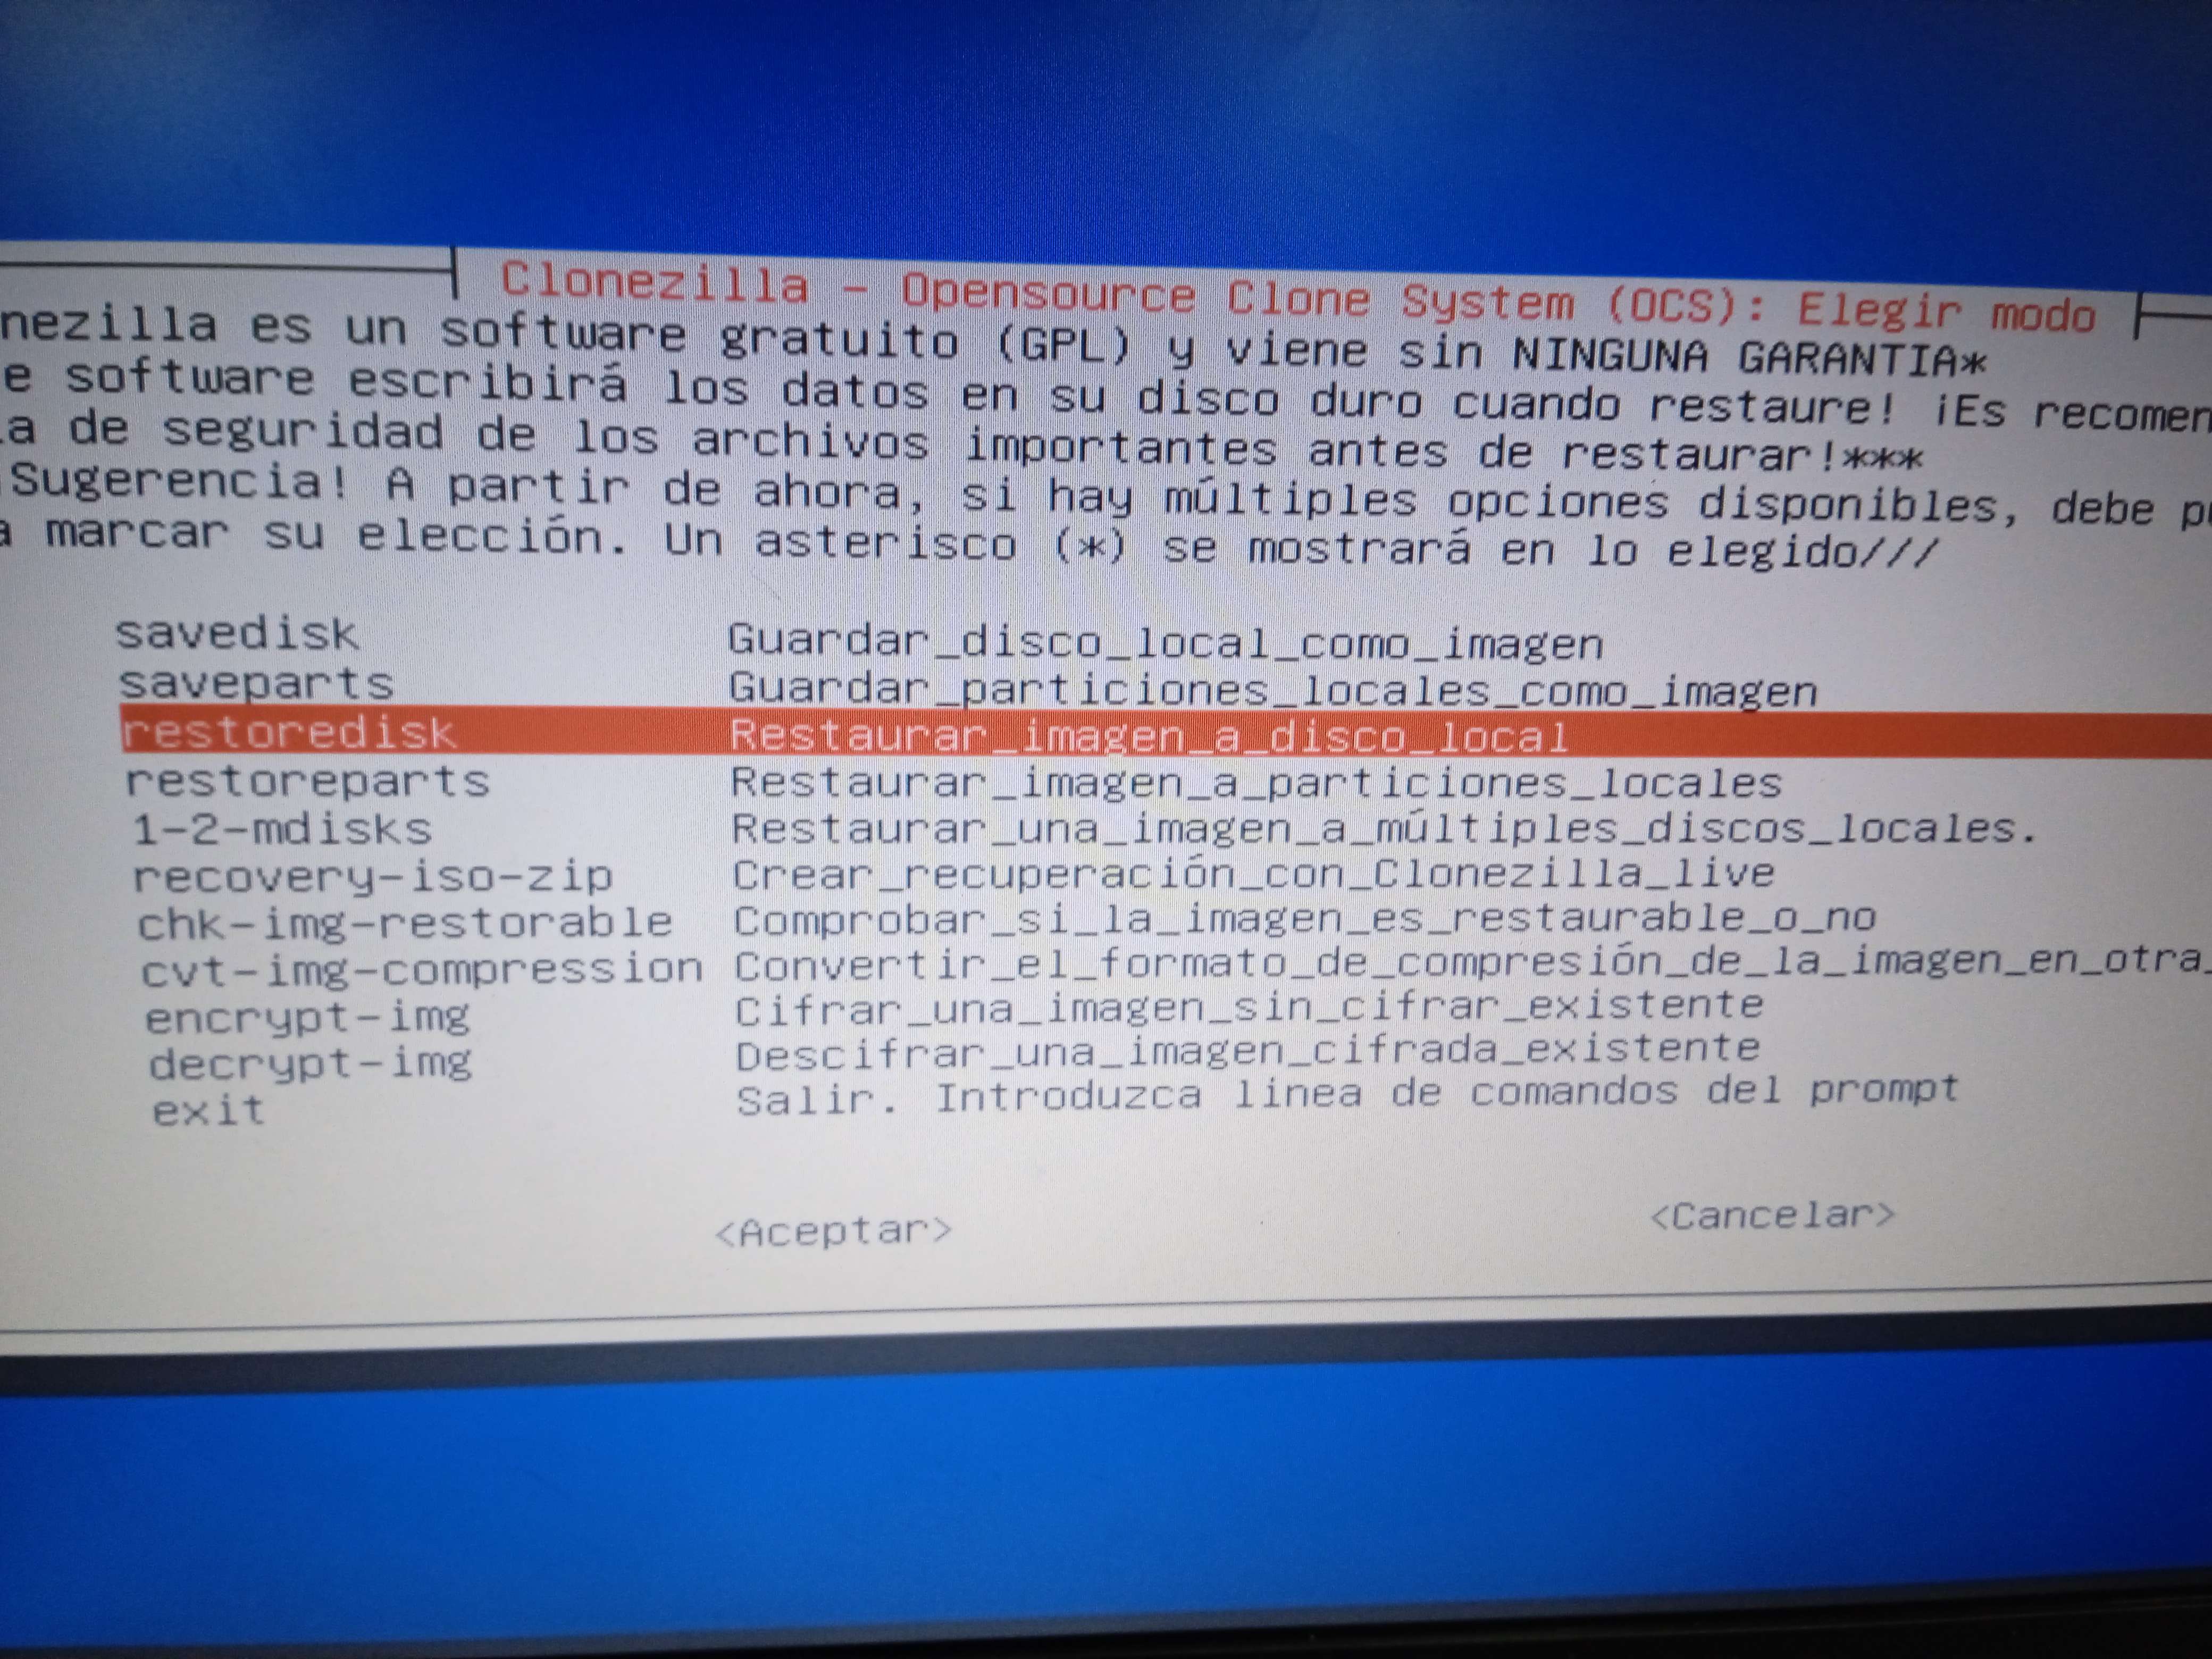 Clonezilla - Opensource Clone System (OCS): Elegir modo
nezilla es un software gratuito (GPL) y viene sin NINGUNA GARANTIA*
e software escribirá los datos en su disco duro cuando restaure! ¡Es recomen
a de seguridad de los archivos importantes antes de restaurar!***
Sugerencia! A partir de ahora, si hay múltiples opciones disponibles, debe pu
a marcar su elección. Un asterisco (*) se mostrará en lo elegido///
savedisk Guardar_disco_local_como_imagen
saveparts Guardar_particiones_locales_como_imagen
restoredisk Restaurar_imagen_a_disco_local
restoreparts Restaurar_imagen_a_particiones_locales
1-2-mdisks Restaurar_una_imagen_a_múltiples_discos_locales.
recovery-iso-zip Crear_recuperación_con_Clonezilla_live
chk-img-restorable Comprobar_si_la_imagen_es_restaurable_o_no
cvt-img-compression Convertir_el_formato_de_compresión_de_la_imagen_en_otra_
encrypt-img Cifrar_una_imagen_sin_cifrar_existente
decrypt-img Descifrar_una_imagen_cifrada_existente
exit Salir. Introduzca linea de comandos del prompt
<Aceptar> <Cancelar>